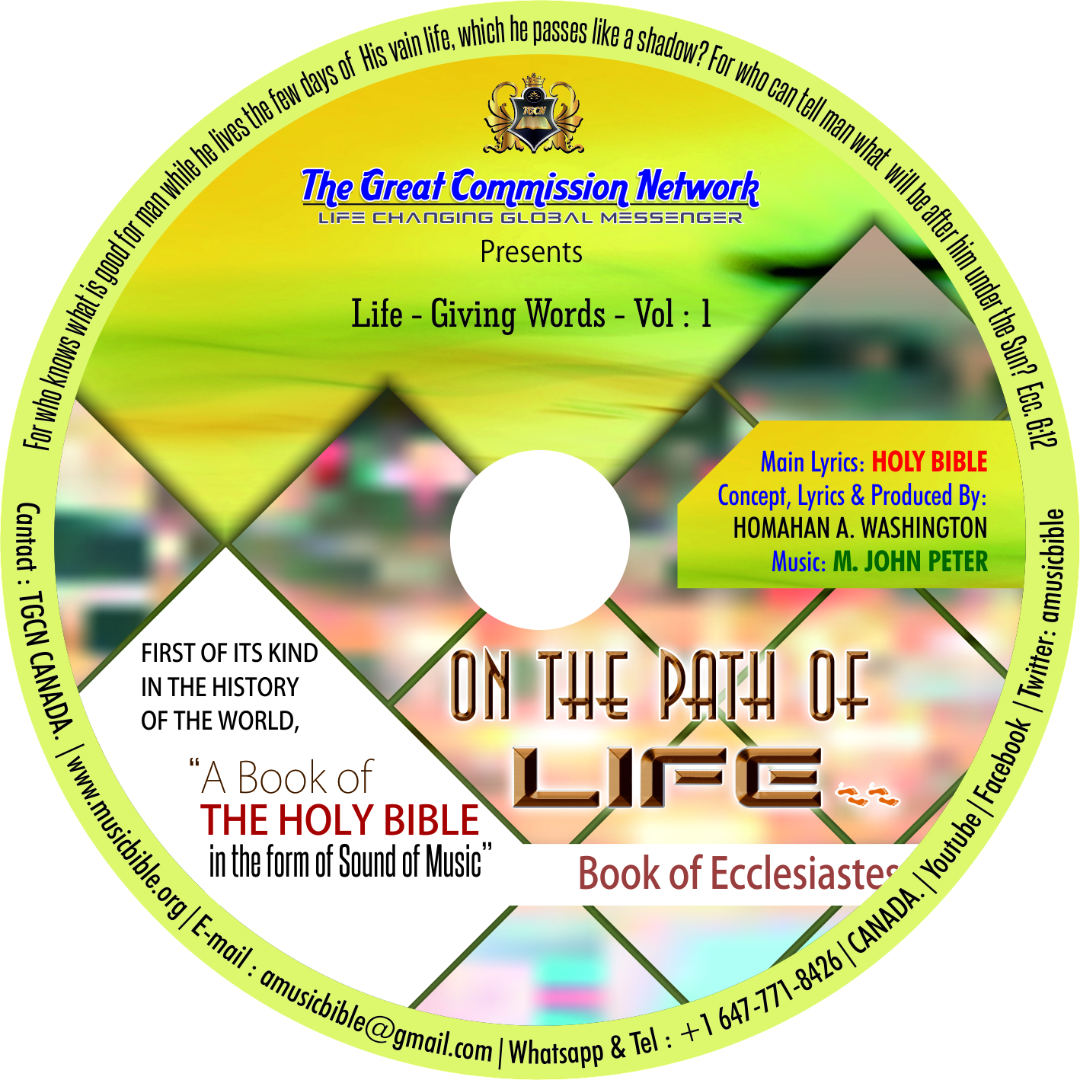 For who knows what is good for man while he lives the few days of His vain life, which he passes like a shadow? For who can tell man what will be after him under the Sun? Ecc. 6:12
TGCN
The Great Commission Network
LIFE CHANGING GLOBAL MESSENGER
Presents
Life - Giving Words - Vol : 1
Main Lyrics: HOLY BIBLE
Concept, Lyrics & Produced By:
HOMAHAN A. WASHINGTON
Music: M. JOHN PETER
FIRST OF ITS KIND
IN THE HISTORY
OF THE WORLD,
“A Book of
THE HOLY BIBLE
in the form of Sound of Music”
ON THE PATH OF
LIFE
Book of Ecclesiastes
Cantact : TGCN CANADA. | www.musicbible.org | E-mail : amusicbible@gmail.com | Whatsapp & Tel : +1 647-771-8426 | CANADA. | Youtube | Facebook | Twitter: amusicbible